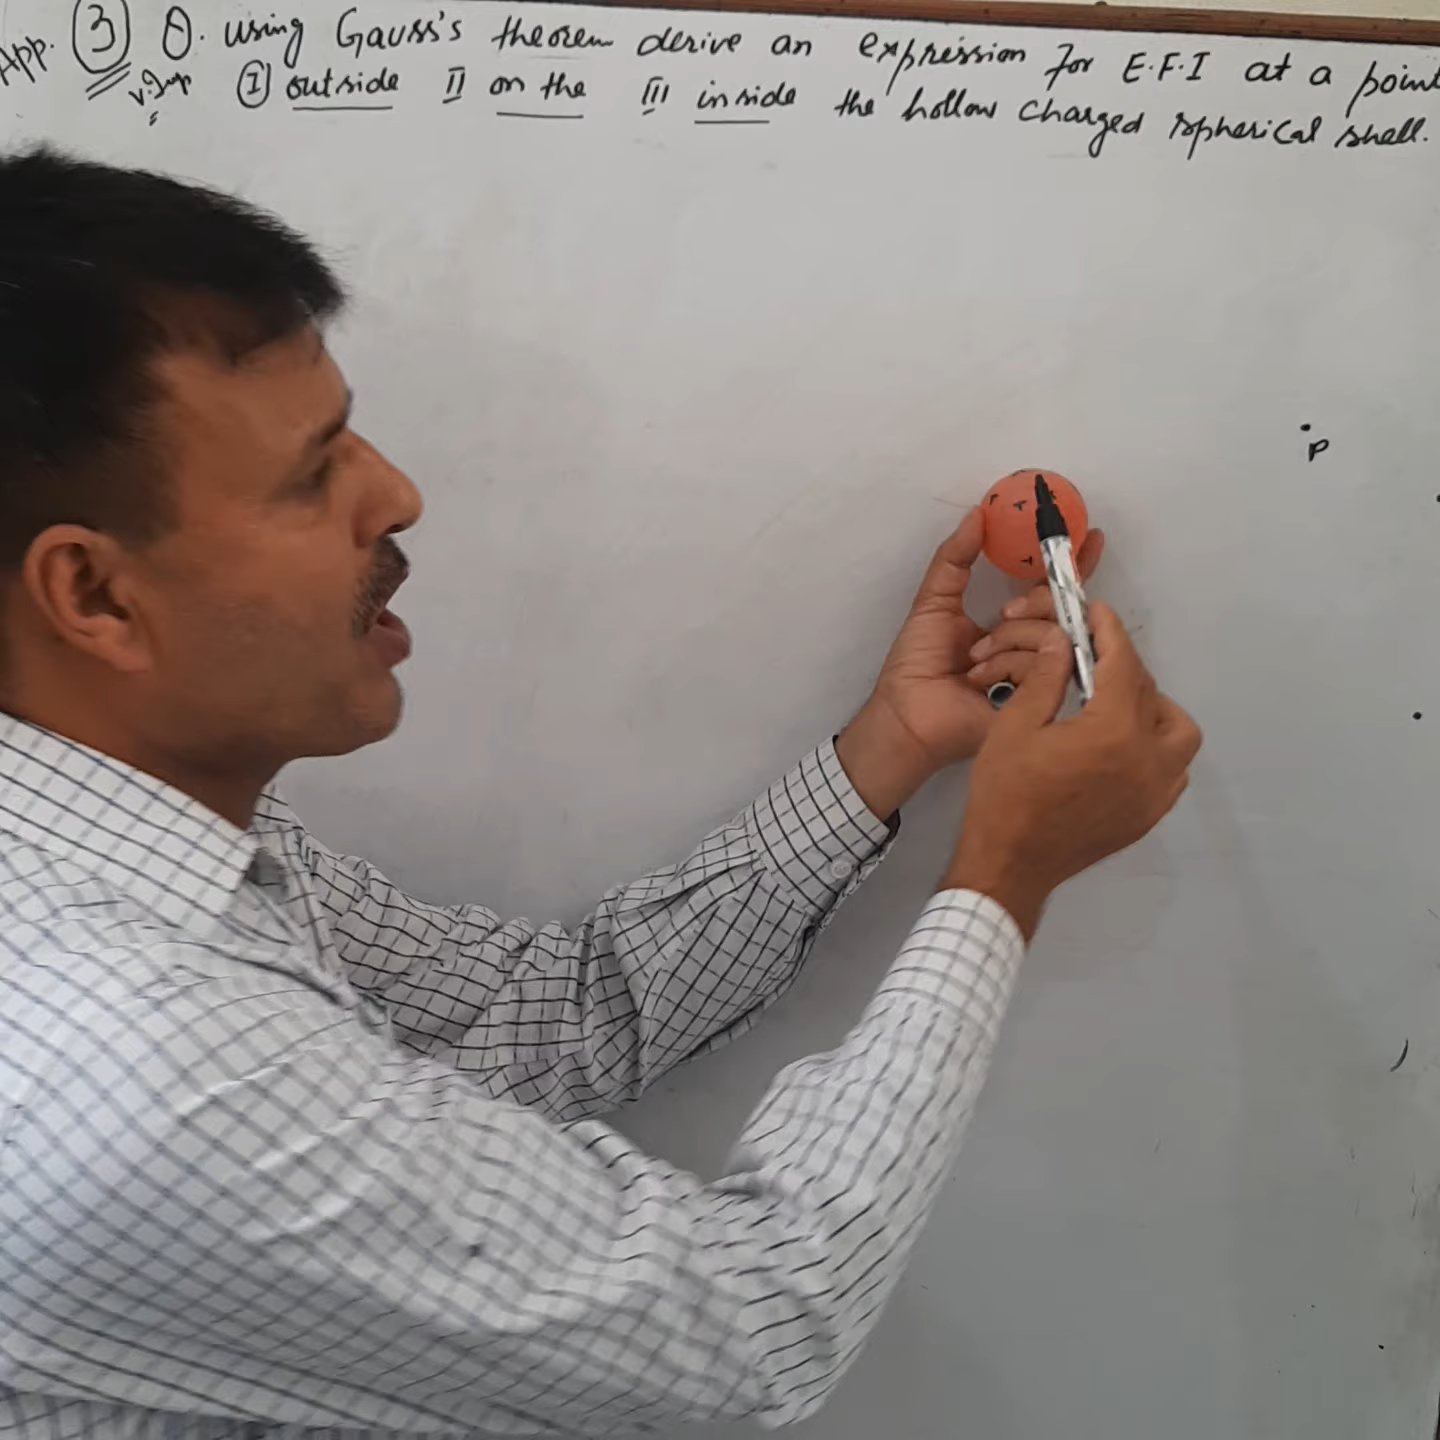 App. ③ Q. using Gauss's theorem derive an expression for E.F.I at a point
v.Imp I outside II on the III inside the hollow charged spherical shell.
P